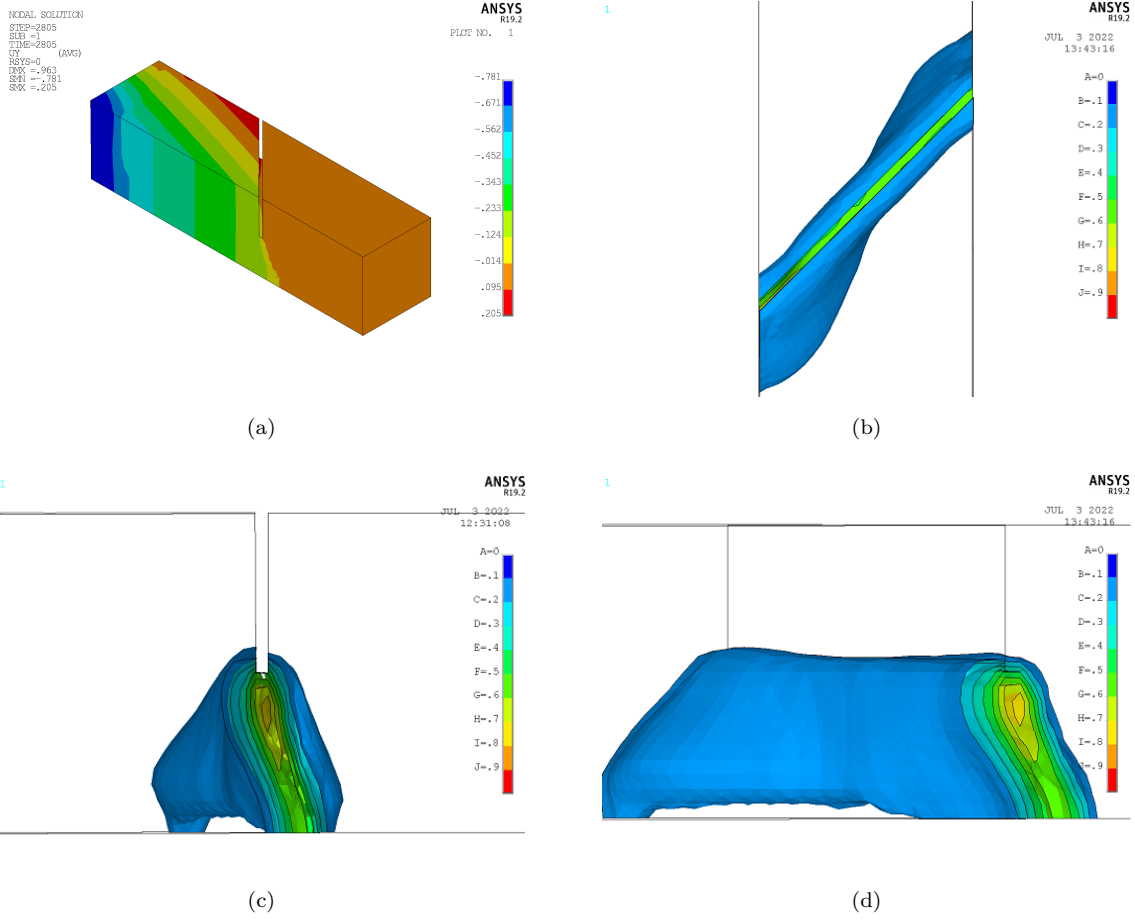 NODAL SOLUTION
STEP=2805
SUB =1
TIME=2805
UY (AVG)
RSYS=0
DMX =.963
SMN =-.781
SMX =.205
ANSYS
R19.2
PLOT NO. 1
-.781
-.671
-.562
-.452
-.343
-.233
-.124
-.014
.095
.205
(a)
1
ANSYS
R19.2
JUL 3 2022
13:43:16
A=0
B=.1
C=.2
D=.3
E=.4
F=.5
G=.6
H=.7
I=.8
J=.9
(b)
1
ANSYS
R19.2
JUL 3 2022
12:31:08
A=0
B=.1
C=.2
D=.3
E=.4
F=.5
G=.6
H=.7
I=.8
J=.9
(c)
1
ANSYS
R19.2
JUL 3 2022
13:43:16
A=0
B=.1
C=.2
D=.3
E=.4
F=.5
G=.6
H=.7
I=.8
J=.9
(d)